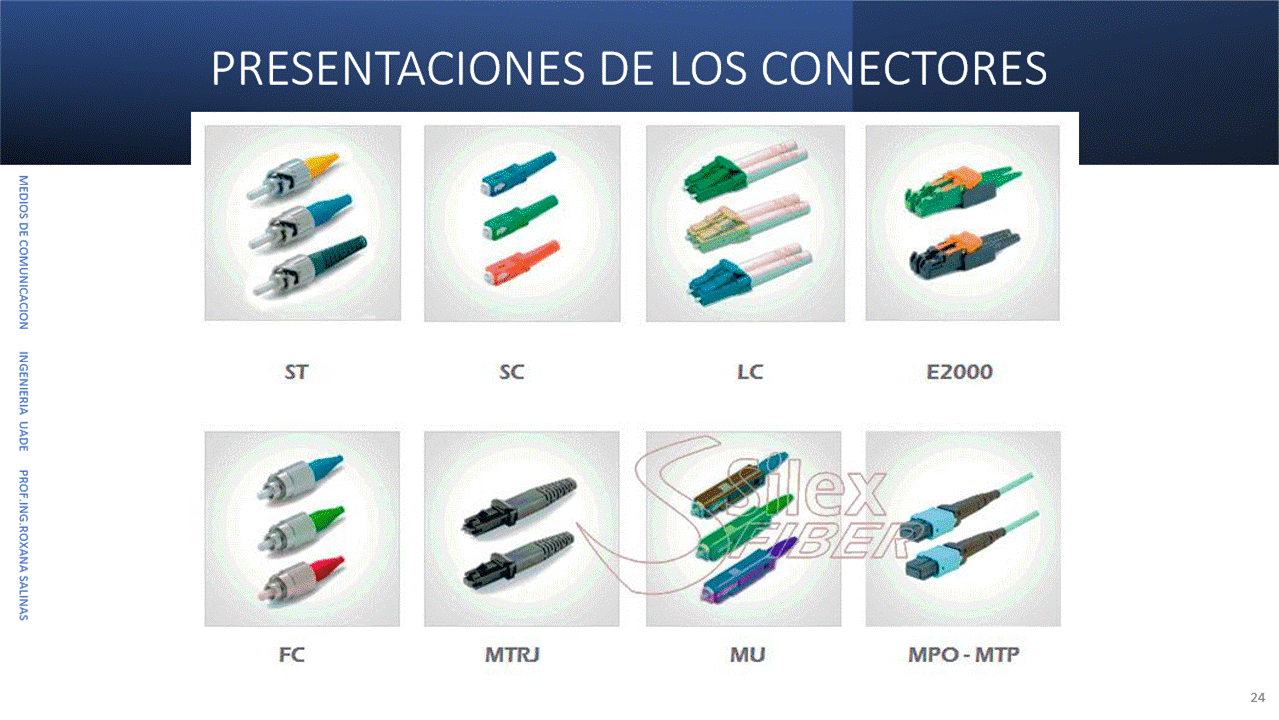 PRESENTACIONES DE LOS CONECTORES
MEDIOS DE COMUNICACION INGENIERIA UADE PROF.ING.ROXANA SALINAS
ST
SC
LC
E2000
Silex
FIBER
FC
MTRJ
MU
MPO - MTP
24